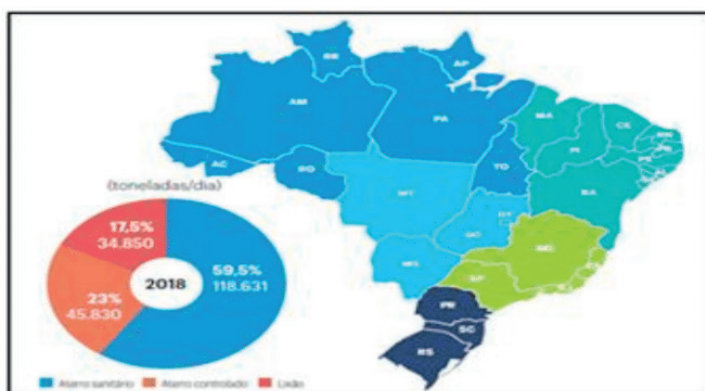 RR
AP
AM
PA
MA
CE
PI
AC
RO
TO
BA
MT
DF
GO
MG
MS
SP
PR
SC
RS
(toneladas/dia)
17,5%
34.850
59,5%
118.631
2018
23%
45.830
Aterro sanitário Aterro controlado Lixão